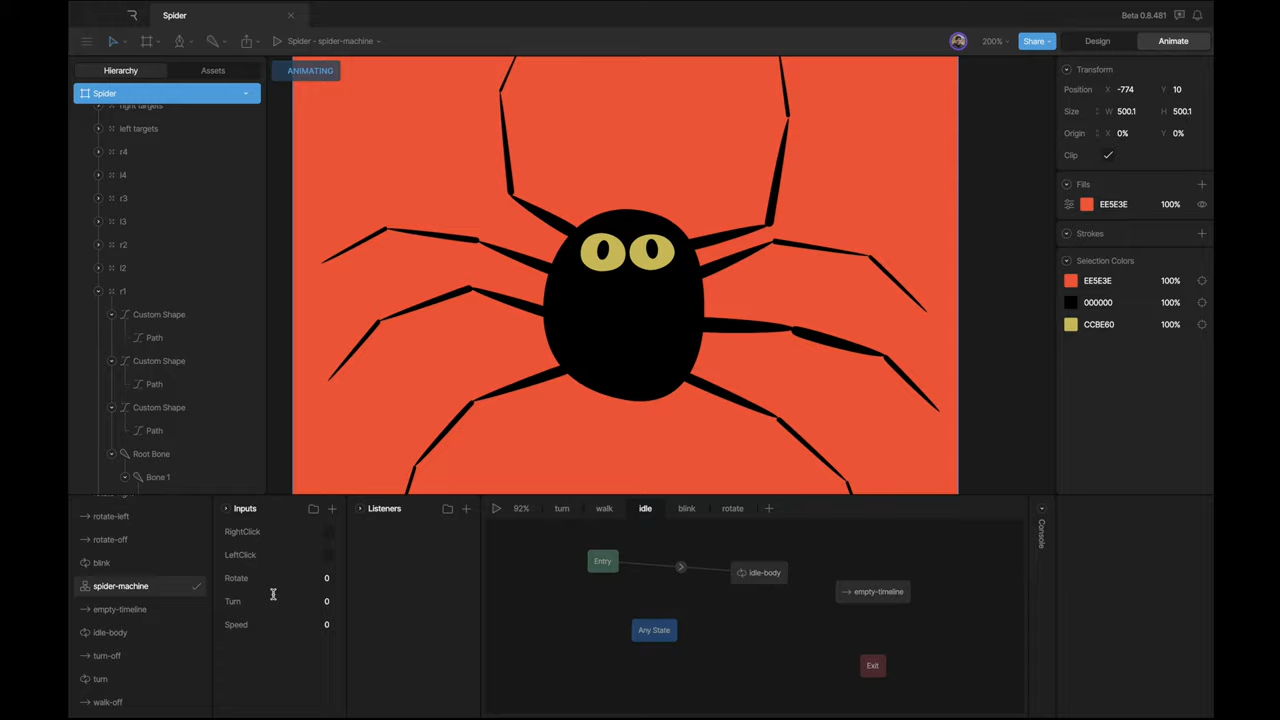 Spider
Beta 0.8.481
Spider - spider-machine
200%
Share
Design
Animate
Hierarchy
Assets
ANIMATING
Spider
right targets
left targets
r4
l4
r3
l3
r2
l2
r1
Custom Shape
Path
Custom Shape
Path
Custom Shape
Path
Root Bone
Bone 1
Transform
Position X -774 Y 10
Size W 500.1 H 500.1
Origin X 0% Y 0%
Clip
Fills
EE5E3E 100%
Strokes
Selection Colors
EE5E3E 100%
000000 100%
CCBE60 100%
rotate-left
rotate-off
blink
spider-machine
empty-timeline
idle-body
turn-off
turn
walk-off
Inputs
RightClick
LeftClick
Rotate 0
Turn 0
Speed 0
Listeners
92% turn walk idle blink rotate
Entry
idle-body
empty-timeline
Any State
Exit
Console